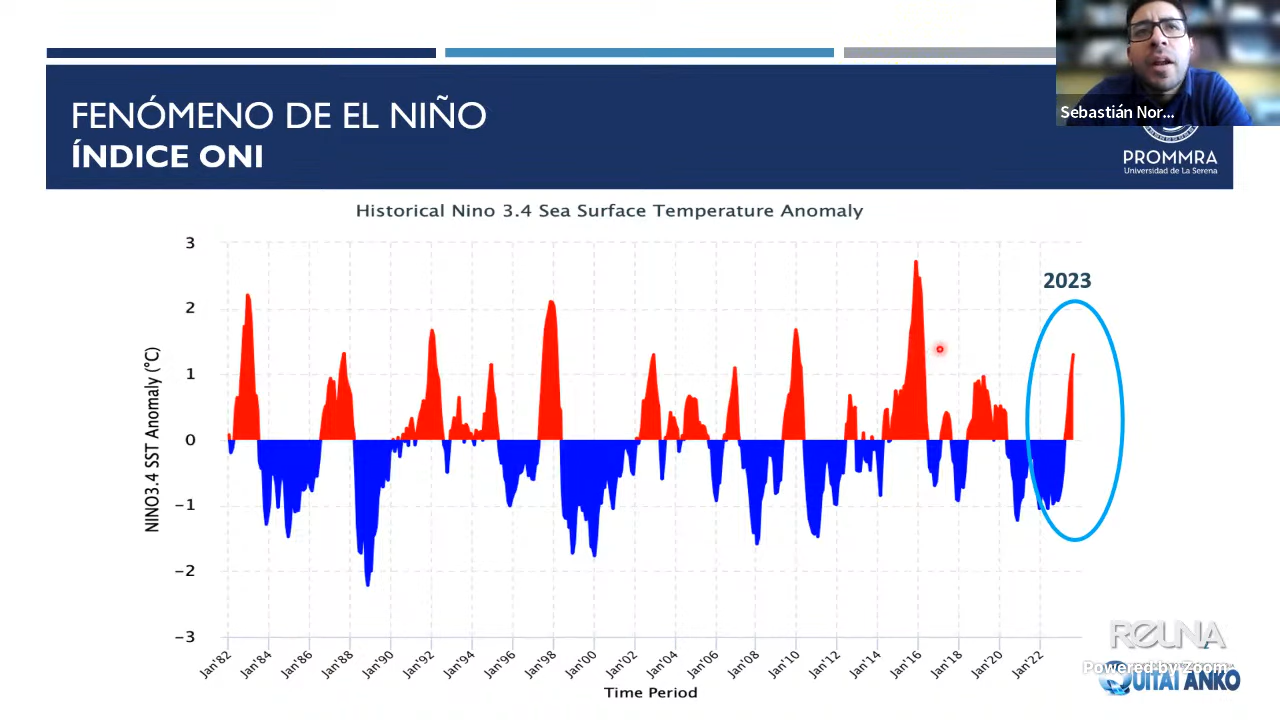 Sebastián Nor...
FENÓMENO DE EL NIÑO
ÍNDICE ONI
PROMMRA
Universidad de La Serena
Historical Nino 3.4 Sea Surface Temperature Anomaly
NINO3.4 SST Anomaly (°C)
3
2
1
0
−1
−2
−3
2023
Jan'82
Jan'84
Jan'86
Jan'88
Jan'90
Jan'92
Jan'94
Jan'96
Jan'98
Jan'00
Jan'02
Jan'04
Jan'06
Jan'08
Jan'10
Jan'12
Jan'14
Jan'16
Jan'18
Jan'20
Jan'22
Time Period
REUNA
Powered by Zoom
QUITAI ANKO